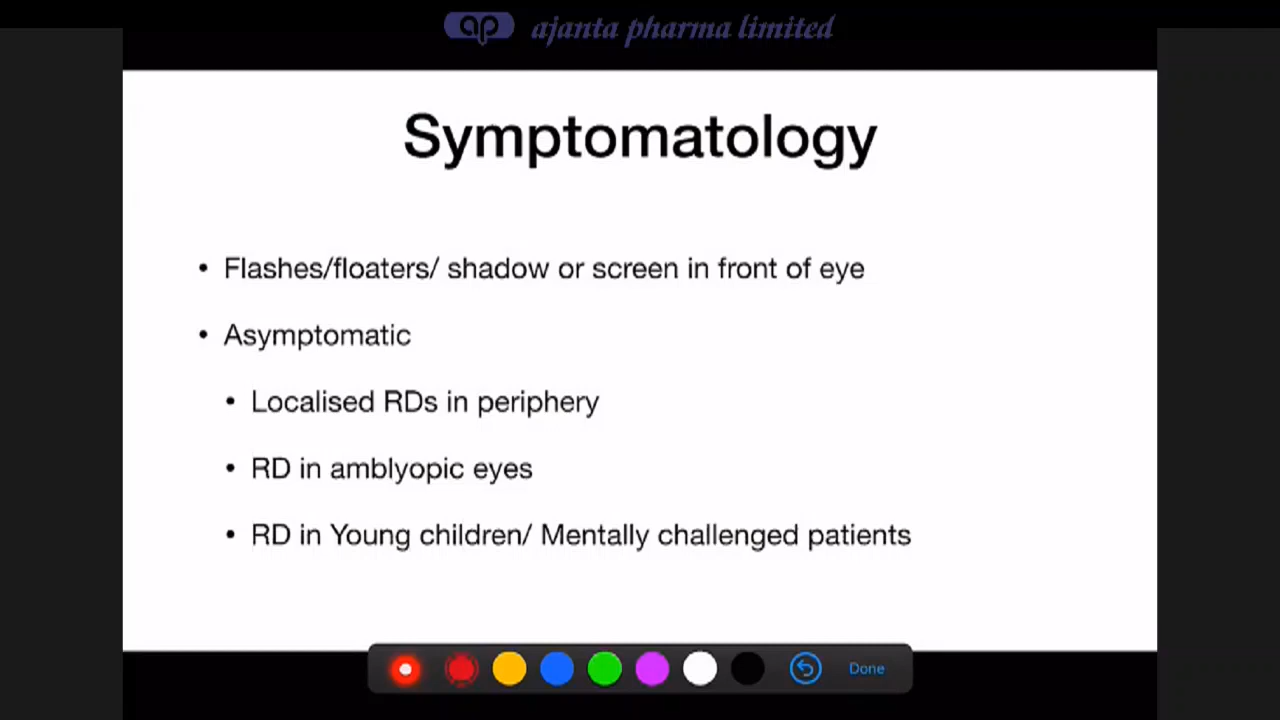 ap ajanta pharma limited
Symptomatology
• Flashes/floaters/ shadow or screen in front of eye
• Asymptomatic
• Localised RDs in periphery
• RD in amblyopic eyes
• RD in Young children/ Mentally challenged patients
Done